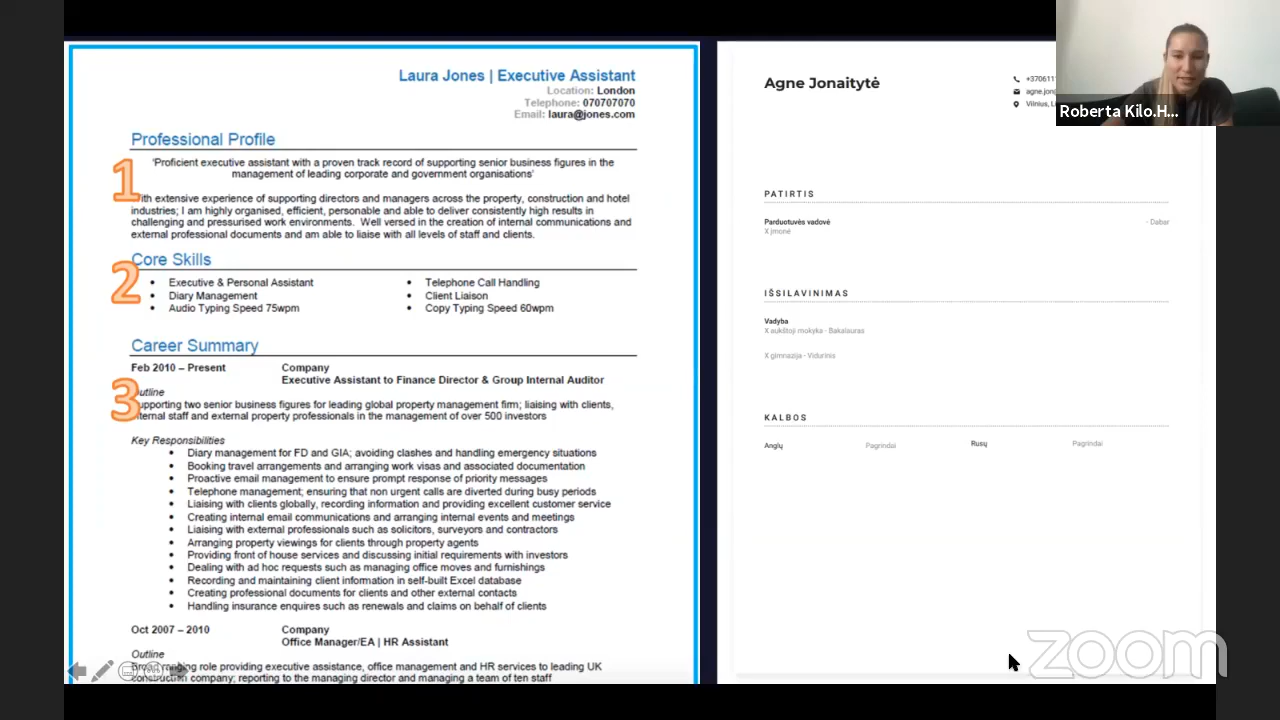 Laura Jones | Executive Assistant
Location: London
Telephone: 070707070
Email: laura@jones.com
Professional Profile
1
'Proficient executive assistant with a proven track record of supporting senior business figures in the
management of leading corporate and government organisations'
extensive experience of supporting directors and managers across the property, construction and hotel
industries; I am highly organised, efficient, personable and able to deliver consistently high results in
challenging and pressurised work environments. Well versed in the creation of internal communications and
external professional documents and am able to liaise with all levels of staff and clients.
Core Skills
2
• Executive & Personal Assistant
• Diary Management
• Audio Typing Speed 75wpm
• Telephone Call Handling
• Client Liaison
• Copy Typing Speed 60wpm
Career Summary
Feb 2010 – Present Company
Executive Assistant to Finance Director & Group Internal Auditor
3
Outline
supporting two senior business figures for leading global property management firm; liaising with clients,
internal staff and external property professionals in the management of over 500 investors
Key Responsibilities
• Diary management for FD and GIA; avoiding clashes and handling emergency situations
• Booking travel arrangements and arranging work visas and associated documentation
• Proactive email management to ensure prompt response of priority messages
• Telephone management; ensuring that non urgent calls are diverted during busy periods
• Liaising with clients globally, recording information and providing excellent customer service
• Creating internal email communications and arranging internal events and meetings
• Liaising with external professionals such as solicitors, surveyors and contractors
• Arranging property viewings for clients through property agents
• Providing front of house services and discussing initial requirements with investors
• Dealing with ad hoc requests such as managing office moves and furnishings
• Recording and maintaining client information in self-built Excel database
• Creating professional documents for clients and other external contacts
• Handling insurance enquires such as renewals and claims on behalf of clients
Oct 2007 – 2010 Company
Office Manager/EA | HR Assistant
Outline
Broad ranging role providing executive assistance, office management and HR services to leading UK
construction company; reporting to the managing director and managing a team of ten staff
Agne Jonaitytė
+370611
agne.jon
Vilnius, L
PATIRTIS
Parduotuvės vadovė - Dabar
X įmonė
IŠSILAVINIMAS
Vadyba
X aukštoji mokyka - Bakalauras
X gimnazija - Vidurinis
KALBOS
Anglų Pagrindai Rusų Pagrindai
Roberta Kilo.H...
zoom